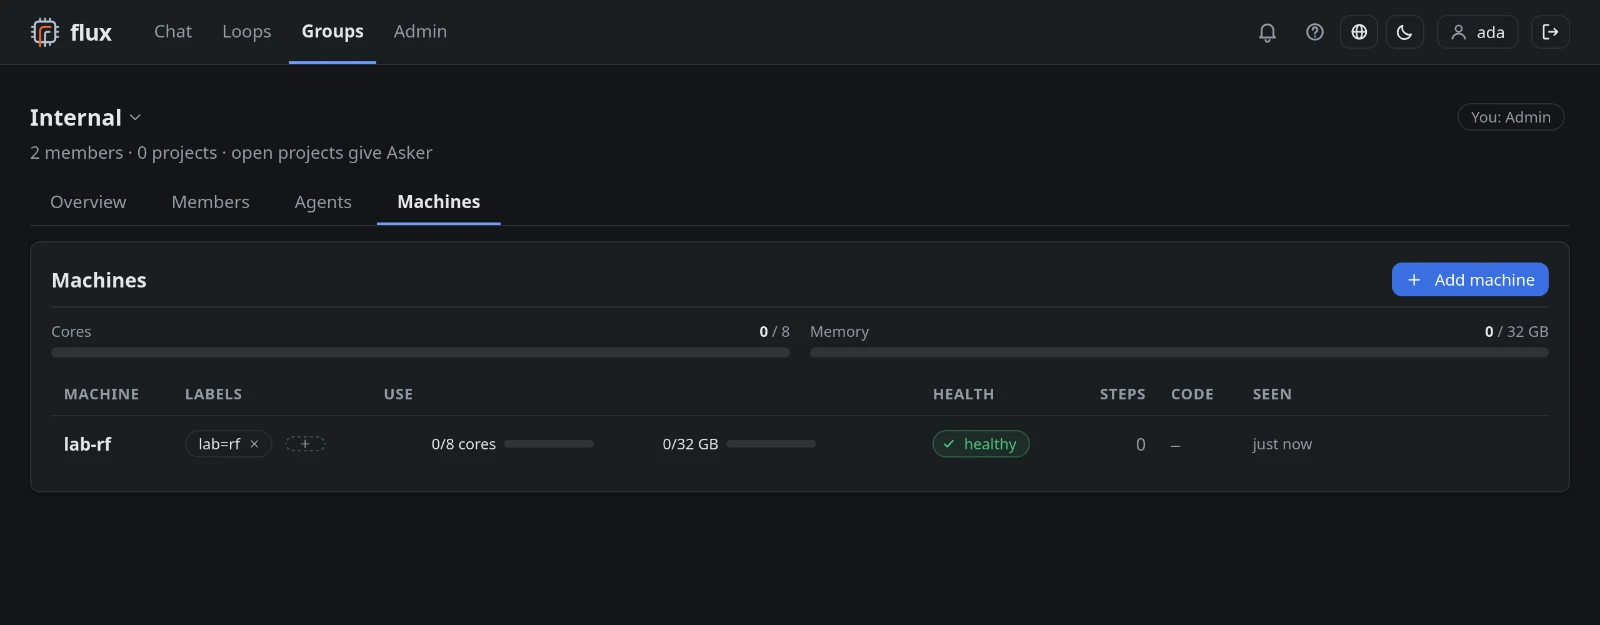 flux Chat Loops Groups Admin ada
Internal You: Admin
2 members · 0 projects · open projects give Asker
Overview Members Agents Machines
Machines + Add machine
Cores 0 / 8 Memory 0 / 32 GB
MACHINE LABELS USE HEALTH STEPS CODE SEEN
lab-rf lab=rf × + 0/8 cores 0/32 GB ✓ healthy 0 – just now